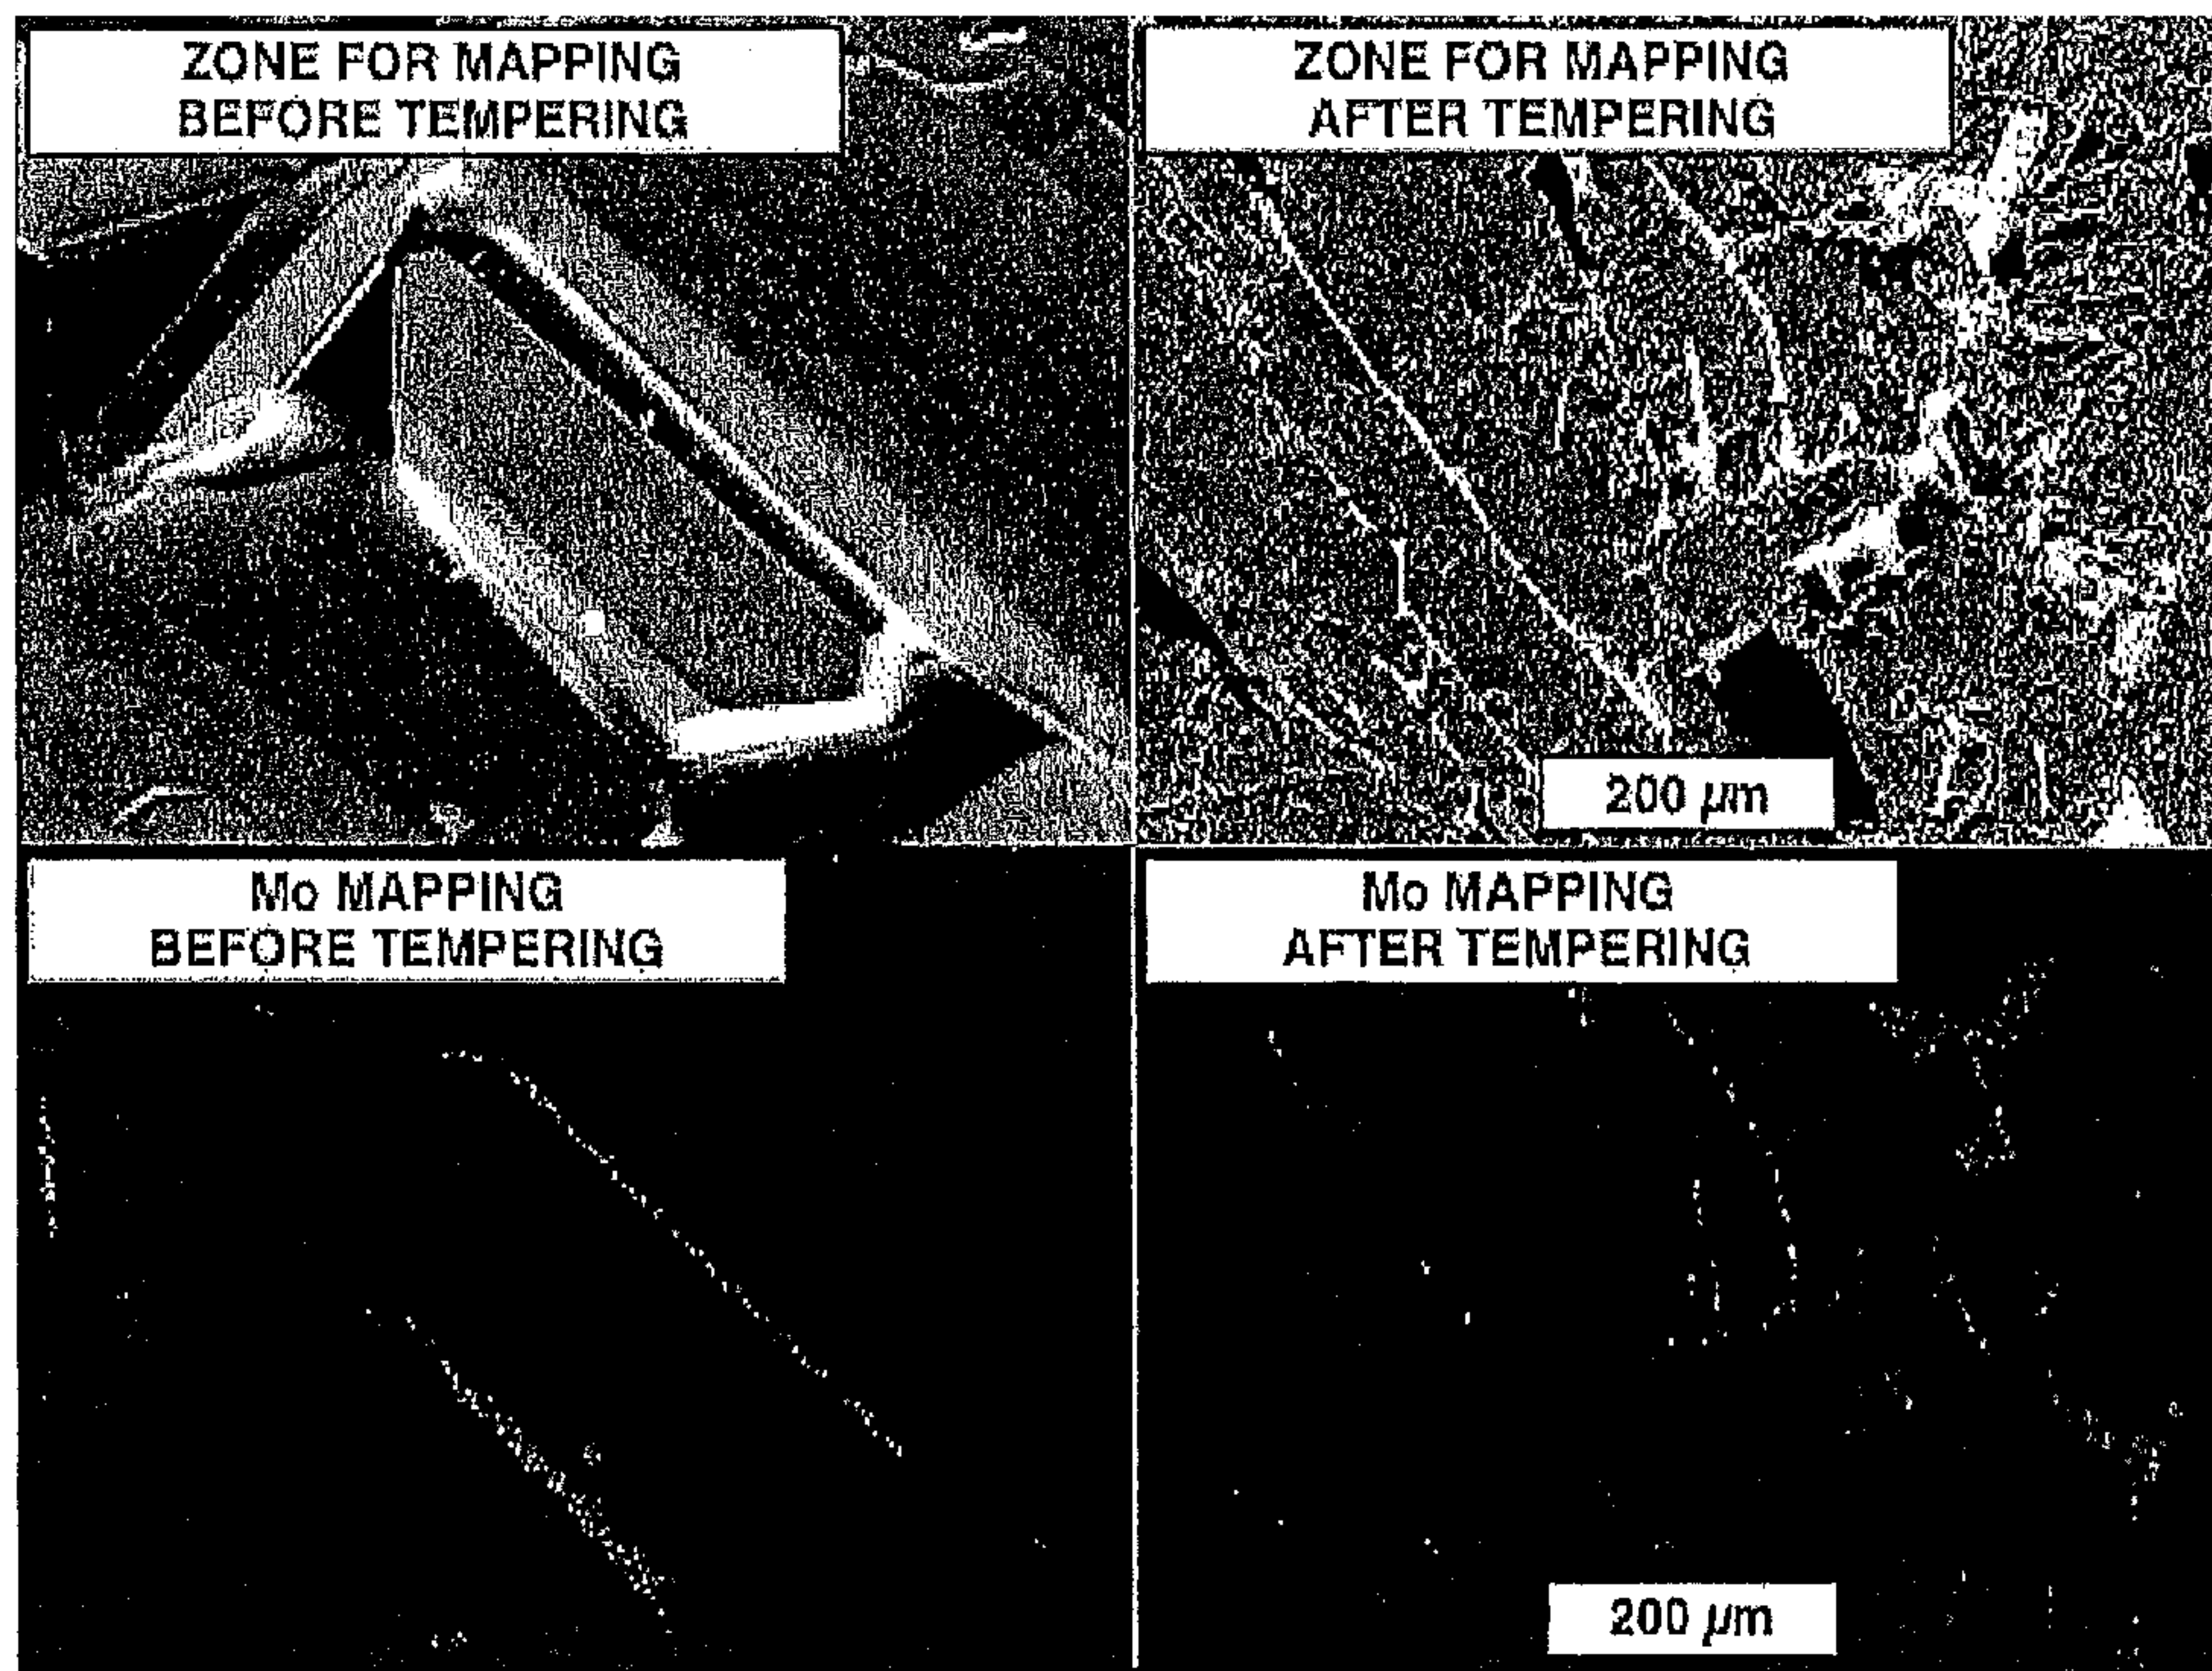 ZONE FOR MAPPING
BEFORE TEMPERING
ZONE FOR MAPPING
AFTER TEMPERING
200 µm
Mo MAPPING
BEFORE TEMPERING
Mo MAPPING
AFTER TEMPERING
200 µm